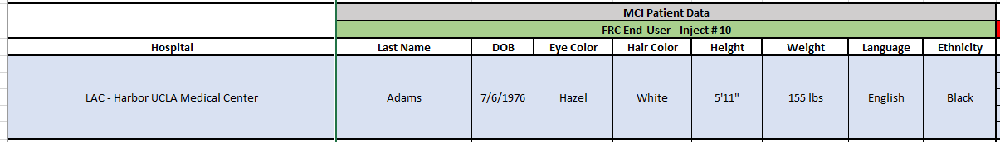 MCI Patient Data
FRC End-User - Inject # 10
Hospital Last Name DOB Eye Color Hair Color Height Weight Language Ethnicity
LAC - Harbor UCLA Medical Center Adams 7/6/1976 Hazel White 5'11" 155 lbs English Black